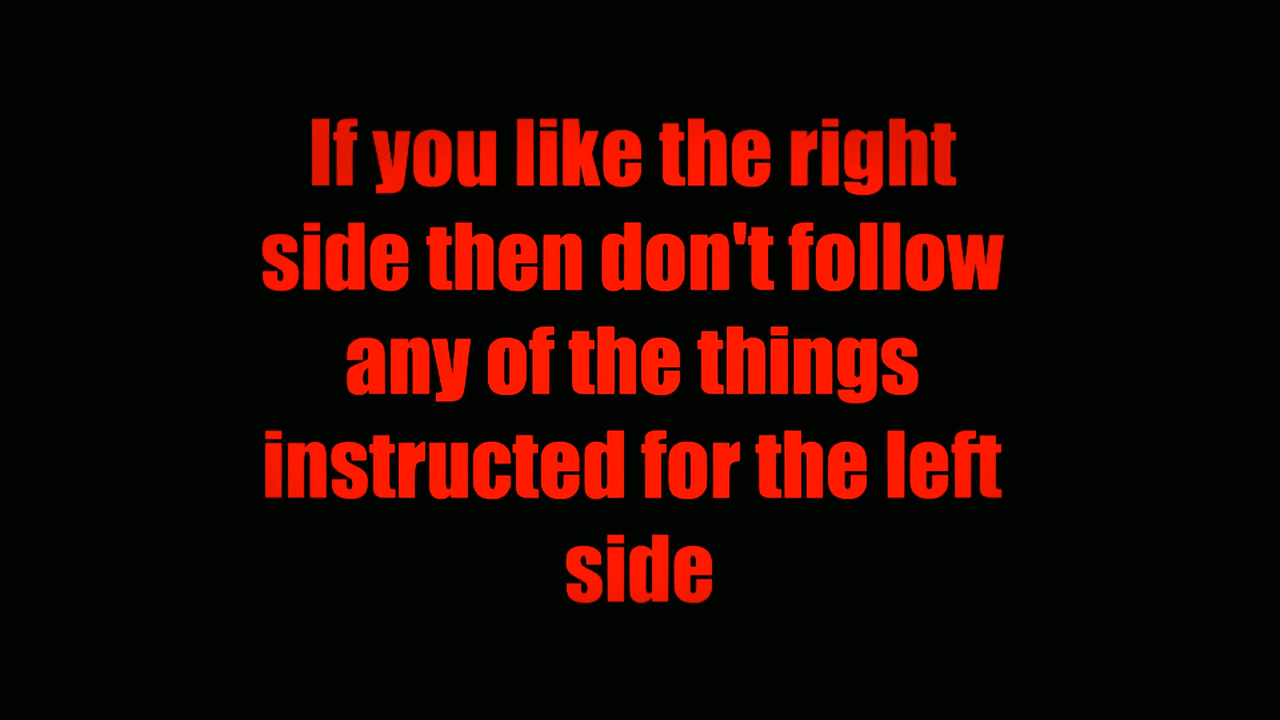 If you like the right
side then don't follow
any of the things
instructed for the left
side